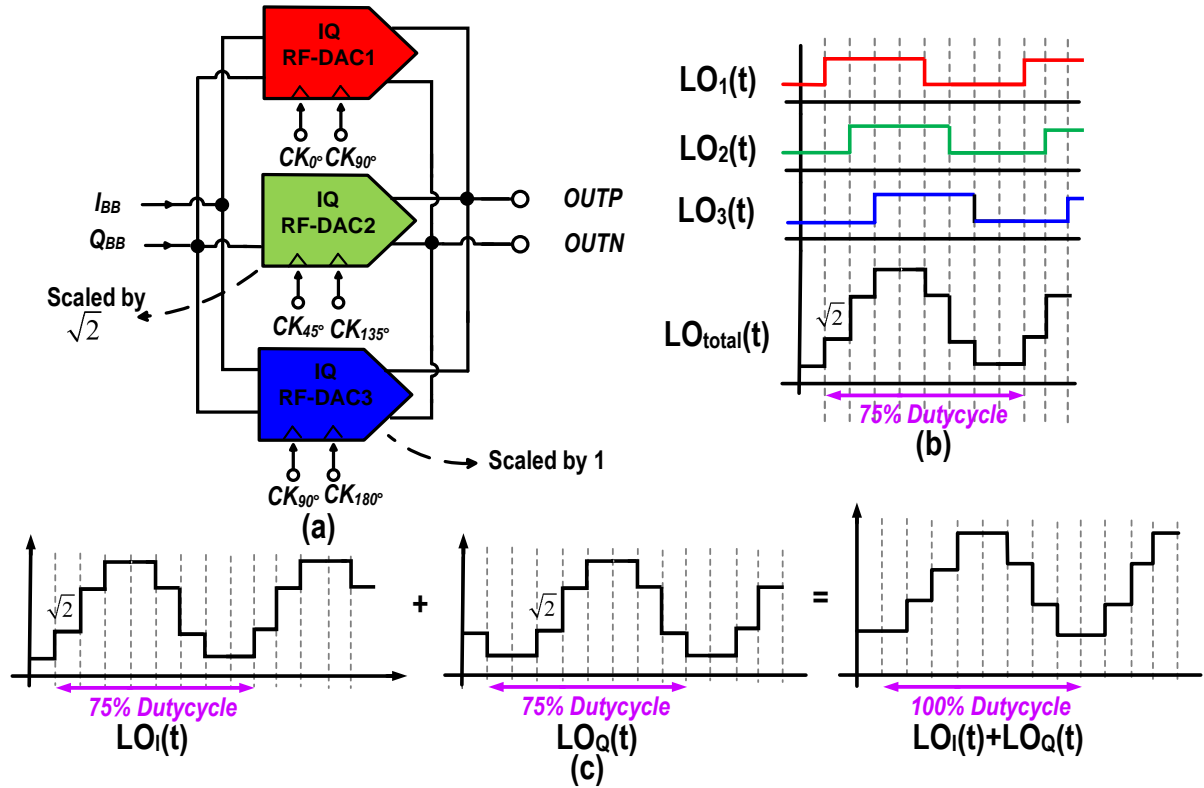 IQ
RF-DAC1
CK0°
CK90°
IBB
QBB
IQ
RF-DAC2
OUTP
OUTN
Scaled by
√2
CK45°
CK135°
IQ
RF-DAC3
Scaled by 1
CK90°
CK180°
(a)
LO1(t)
LO2(t)
LO3(t)
√2
LOtotal(t)
75% Dutycycle
(b)
√2
75% Dutycycle
LOI(t)
+
√2
75% Dutycycle
LOQ(t)
=
100% Dutycycle
LOI(t)+LOQ(t)
(c)